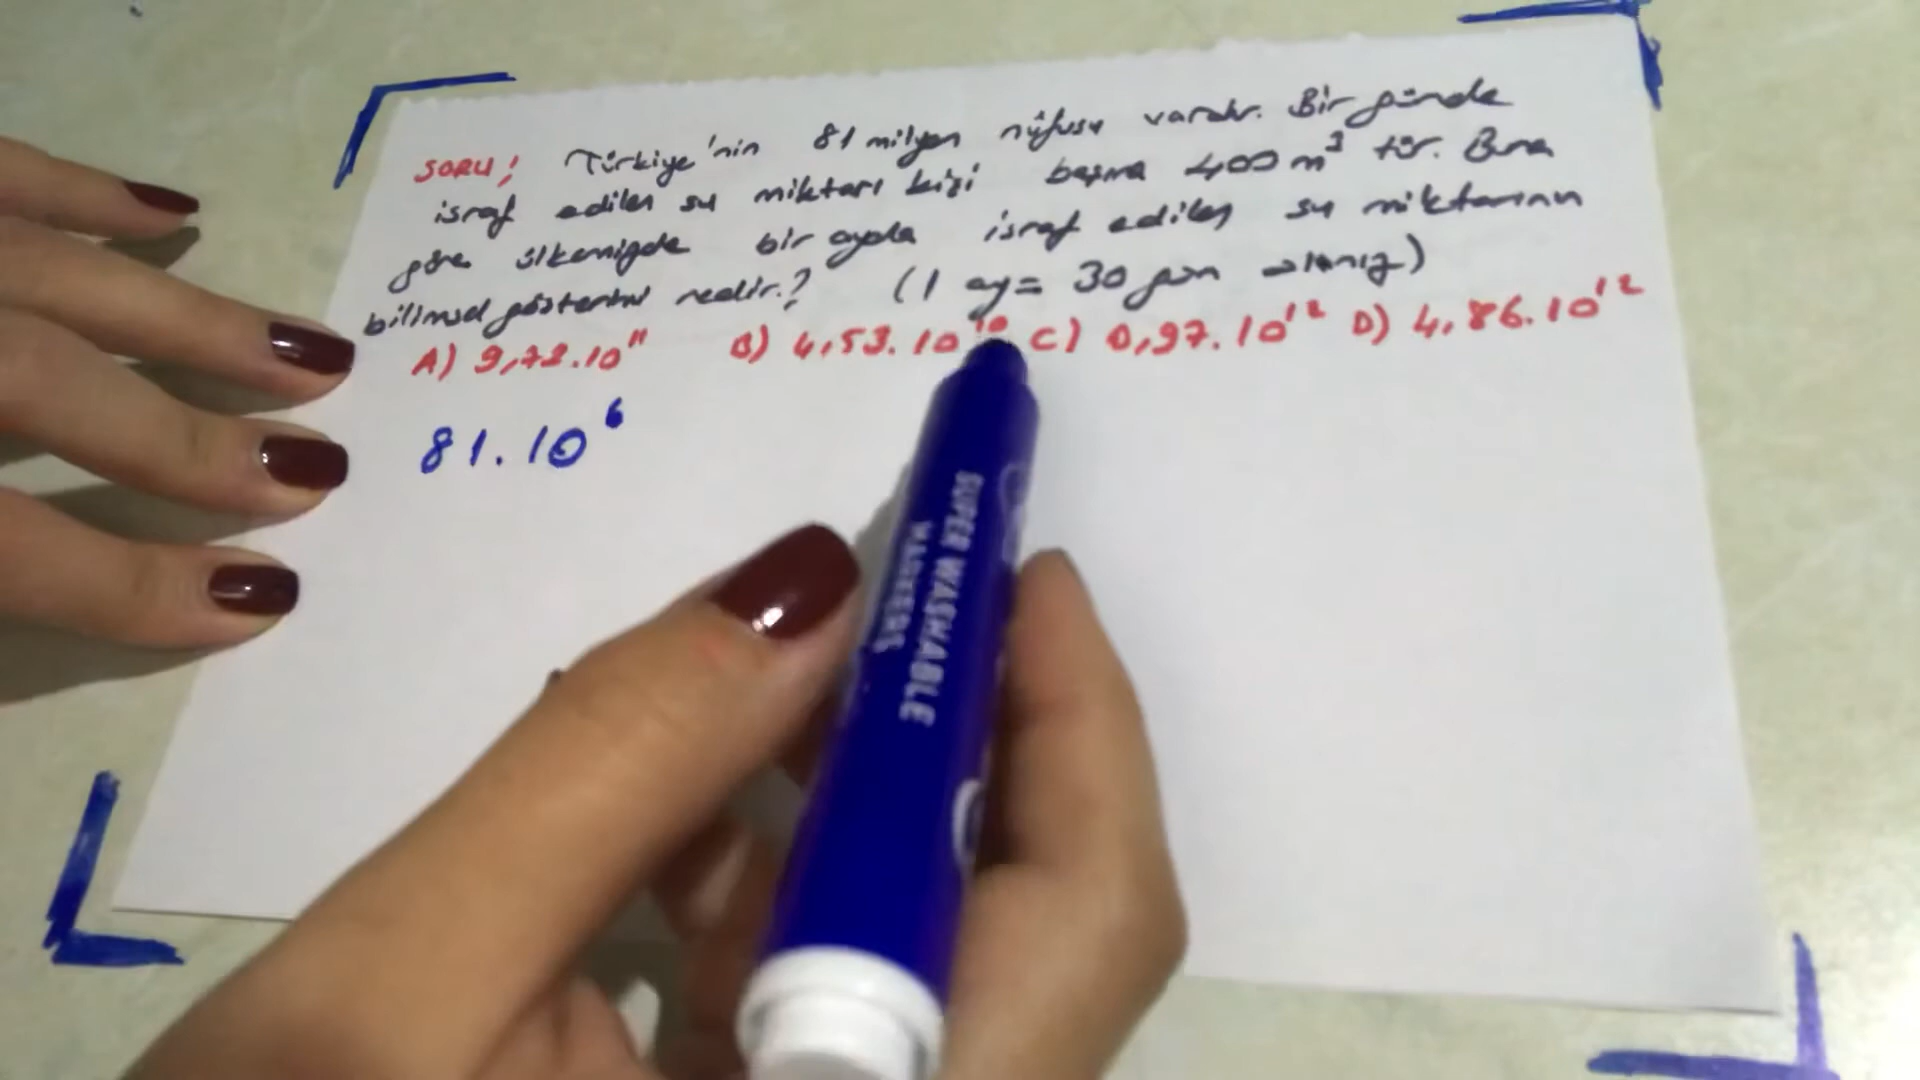 SORU! Türkiye'nin 81 milyon nüfusu vardır. Bir günde
israf edilen su miktarı kişi başına 400 m³ tür. Buna
göre ülkemizde bir ayda israf edilen su miktarının
bilimsel gösterimi nedir.? (1 ay = 30 gün alınız)
A) 9,72.10¹¹ B) 4,53.10¹⁰ C) 0,97.10¹² D) 4,86.10¹²
81.10⁶
SUPER WASHABLE
MARKERS